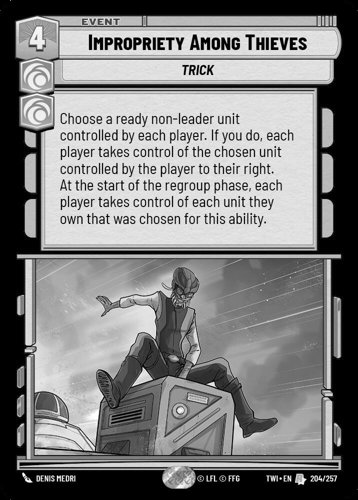 EVENT
4
IMPROPRIETY AMONG THIEVES
TRICK
Choose a ready non-leader unit
controlled by each player. If you do, each
player takes control of the chosen unit
controlled by the player to their right.
At the start of the regroup phase, each
player takes control of each unit they
own that was chosen for this ability.
DENIS MEDRI
© LFL © FFG
TWI • EN
204/257